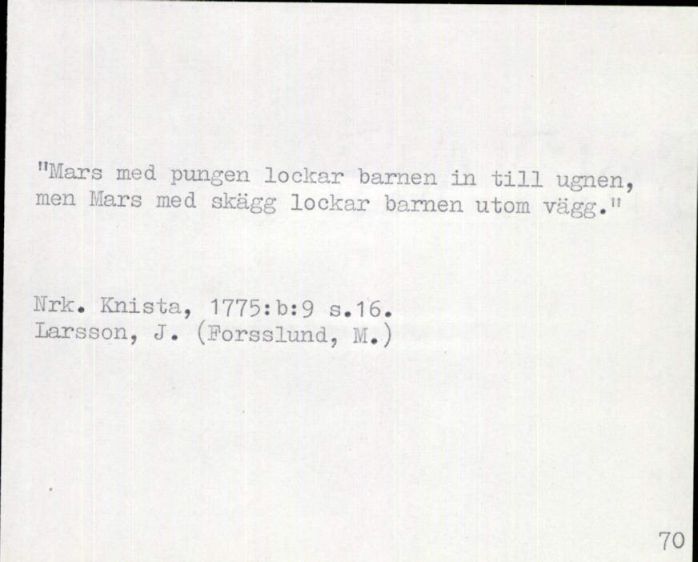 "Mars med pungen lockar barnen in till ugnen,
men Mars med skägg lockar barnen utom vägg."
Nrk. Knista, 1775:b:9 s.16.
Larsson, J. (Forsslund, M.)
70